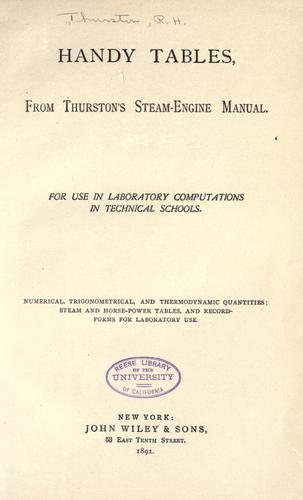 Thurston, R.H.
HANDY TABLES,
FROM THURSTON'S STEAM-ENGINE MANUAL.
FOR USE IN LABORATORY COMPUTATIONS
IN TECHNICAL SCHOOLS.
NUMERICAL, TRIGONOMETRICAL, AND THERMODYNAMIC QUANTITIES;
STEAM AND HORSE-POWER TABLES, AND RECORD-
FORMS FOR LABORATORY USE.
REESE LIBRARY
OF THE
UNIVERSITY
OF CALIFORNIA
NEW YORK:
JOHN WILEY & SONS,
53 EAST TENTH STREET.
1891.